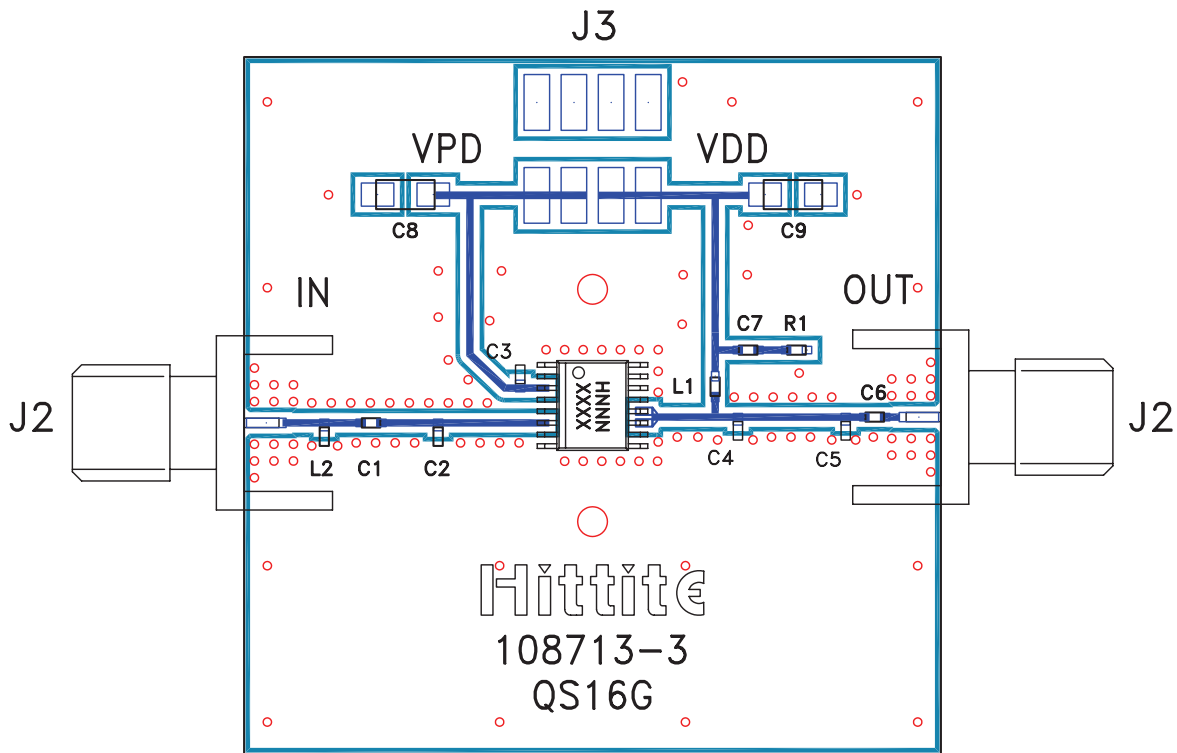 J3
VPD VDD
C8 C9
IN OUT
C7 R1
C3
L1 C6
XXXX
HNNN
J2 J2
L2 C1 C2 C4 C5
Hittite
108713-3
QS16G